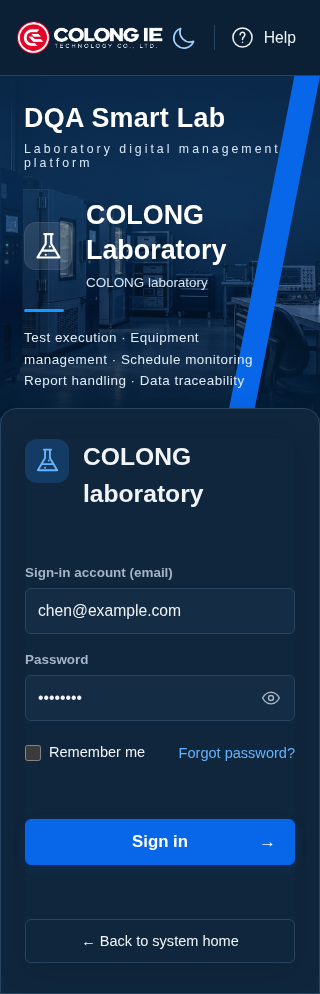 COLONG IE
TECHNOLOGY CO., LTD.
Help
DQA Smart Lab
Laboratory digital management
platform
COLONG
Laboratory
COLONG laboratory
Test execution · Equipment
management · Schedule monitoring
Report handling · Data traceability
COLONG
laboratory
Sign-in account (email)
chen@example.com
Password
••••••••
Remember me
Forgot password?
Sign in →
← Back to system home